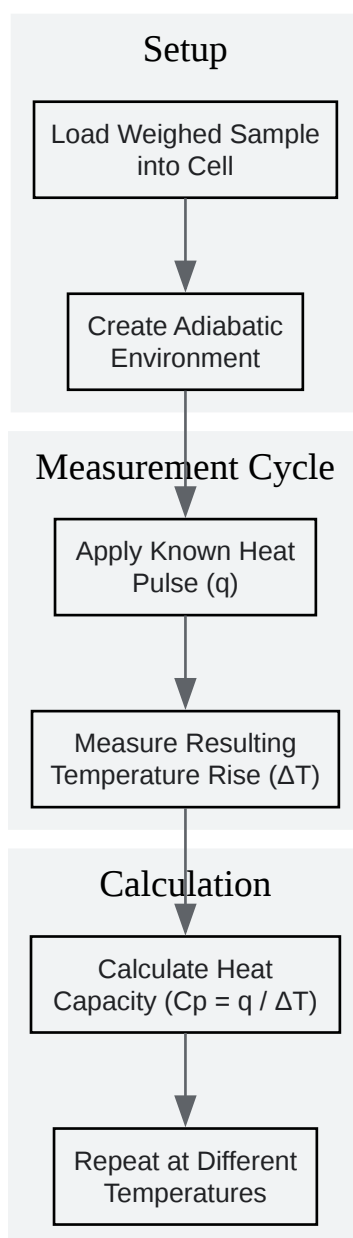 Setup
Load Weighed Sample
into Cell
Create Adiabatic
Environment
Measurement Cycle
Apply Known Heat
Pulse (q)
Measure Resulting
Temperature Rise (ΔT)
Calculation
Calculate Heat
Capacity (Cp = q / ΔT)
Repeat at Different
Temperatures